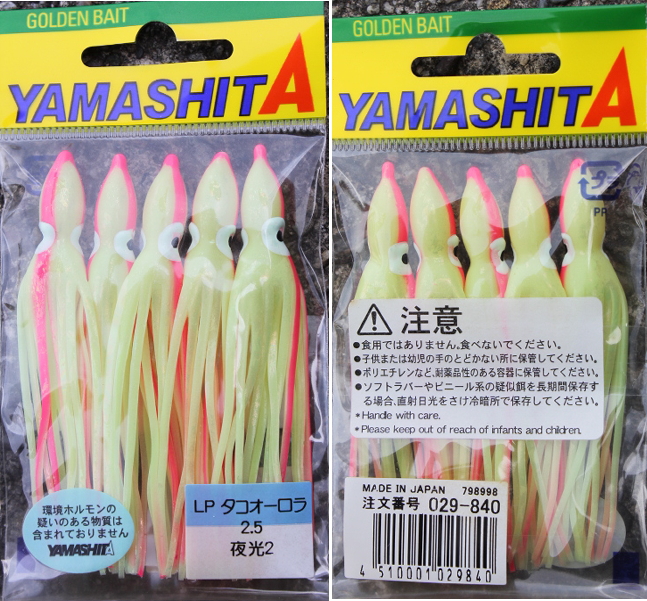 GOLDEN BAIT
YAMASHITA
環境ホルモンの
疑いのある物質は
含まれておりません
YAMASHITA
LP タコオーロラ
2.5
夜光2
GOLDEN BAIT
YAMASHITA
プラ
PP
注意
●食用ではありません。食べないでください。
●子供または幼児の手のとどかない所に保管してください。
●ポリエチレンなど、耐薬品性のある容器に保管してください。
●ソフトラバーやビニール系の疑似餌を長期間保存す
る場合、直射日光をさけ冷暗所で保存してください。
*Handle with care.
*Please keep out of reach of infants and children.
MADE IN JAPAN 798998
注文番号 029-840
4 510001 029840